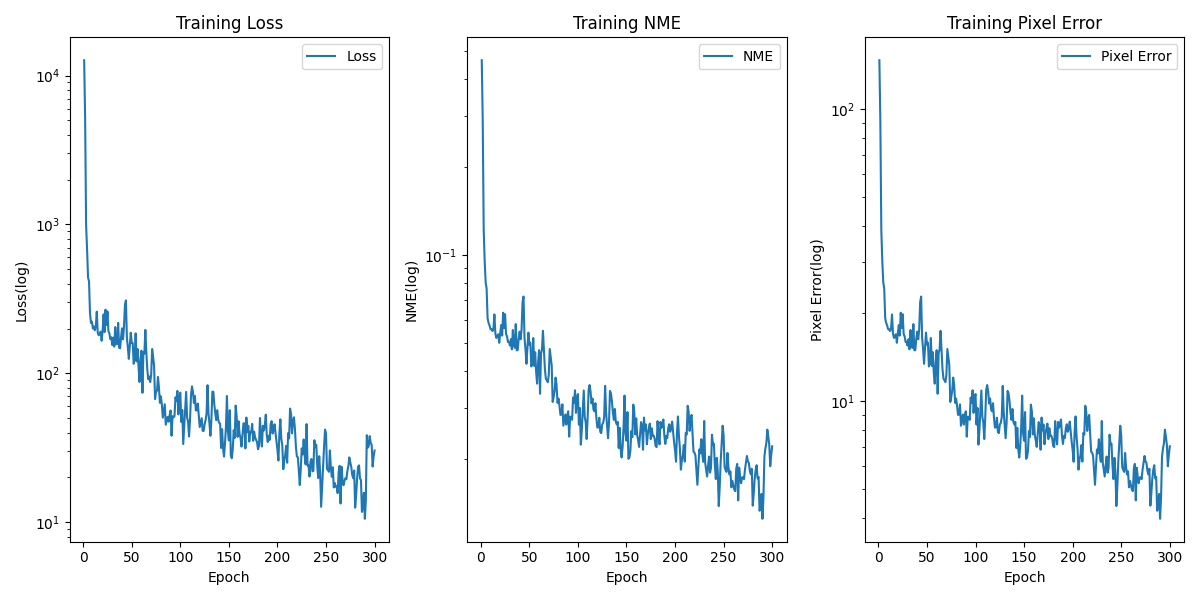 Training Loss
Loss
Loss(log)
10^4
10^3
10^2
10^1
0 50 100 150 200 250 300
Epoch
Training NME
NME
NME(log)
10^-1
0 50 100 150 200 250 300
Epoch
Training Pixel Error
Pixel Error
Pixel Error(log)
10^2
10^1
0 50 100 150 200 250 300
Epoch